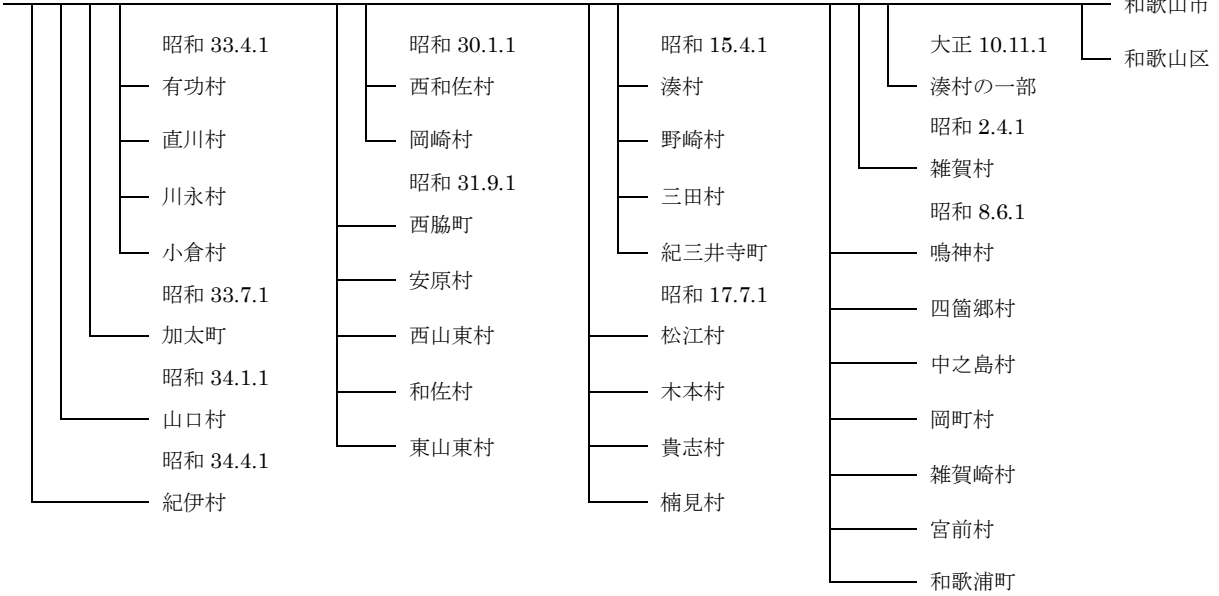 和歌山市
和歌山区
大正 10.11.1
湊村の一部
昭和 2.4.1
雑賀村
昭和 8.6.1
鳴神村
四箇郷村
中之島村
岡町村
雑賀崎村
宮前村
和歌浦町
昭和 15.4.1
湊村
野崎村
三田村
紀三井寺町
昭和 17.7.1
松江村
木本村
貴志村
楠見村
昭和 30.1.1
西和佐村
岡崎村
昭和 31.9.1
西脇町
安原村
西山東村
和佐村
東山東村
昭和 33.4.1
有功村
直川村
川永村
小倉村
昭和 33.7.1
加太町
昭和 34.1.1
山口村
昭和 34.4.1
紀伊村